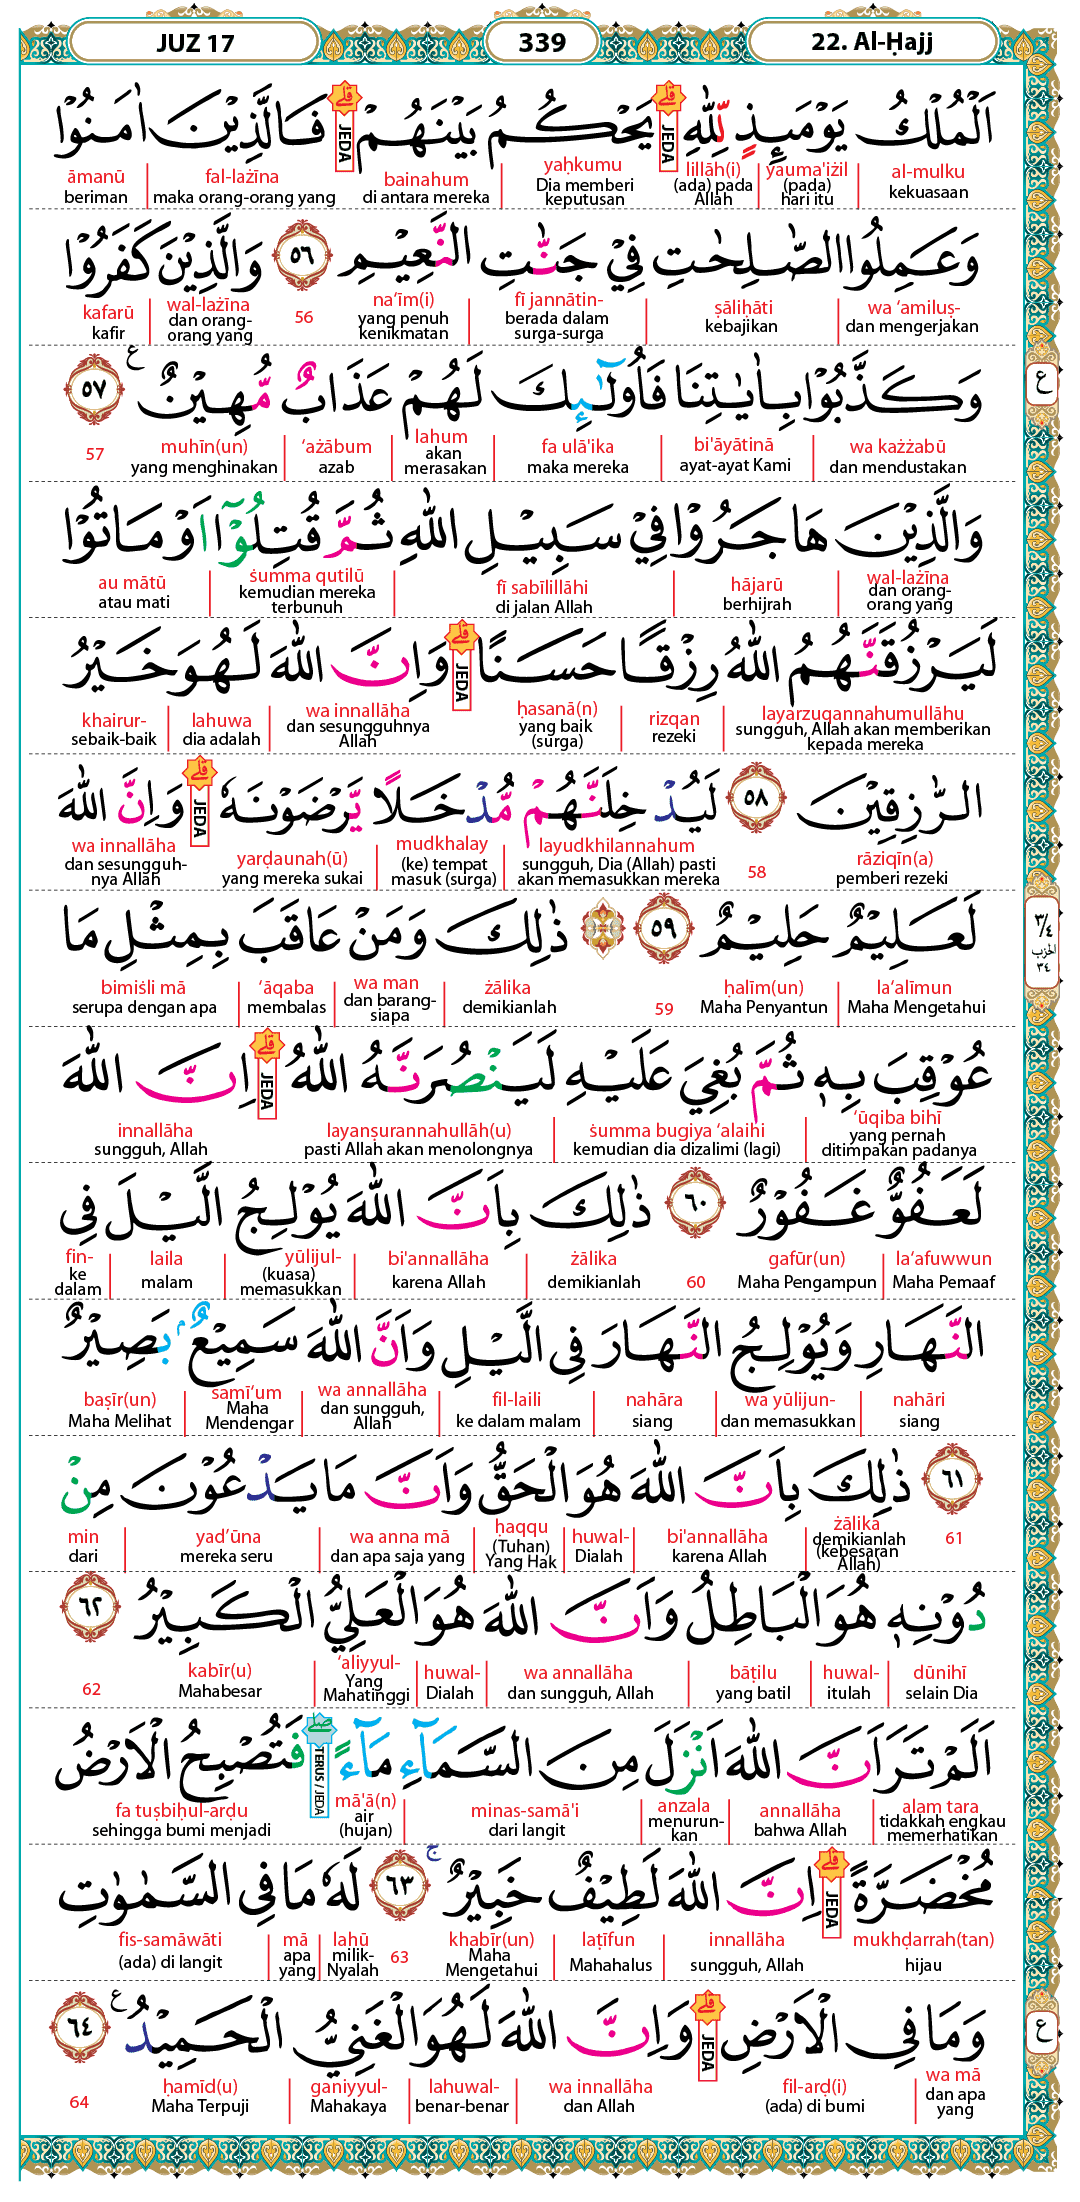 JUZ 17 339 22. Al-Ḥajj
اَلْمُلْكُ يَوْمَىِٕذٍ لِّلّٰهِ ۗ يَحْكُمُ بَيْنَهُمْ ۗ فَالَّذِيْنَ اٰمَنُوْا
al-mulku yauma'iżil lillāh(i) yaḥkumu bainahum fal-lażīna āmanū
kekuasaan (pada) hari itu (ada) pada Allah Dia memberi keputusan di antara mereka maka orang-orang yang beriman
وَعَمِلُوا الصّٰلِحٰتِ فِيْ جَنّٰتِ النَّعِيْمِ ٥٦ وَالَّذِيْنَ كَفَرُوْا
wa ‘amiluṣ- ṣāliḥāti fī jannātin- na‘īm(i) 56 wal-lażīna kafarū
dan mengerjakan kebajikan berada dalam surga-surga yang penuh kenikmatan dan orang-orang yang kafir
وَكَذَّبُوْا بِاٰيٰتِنَا فَاُولٰۤىِٕكَ لَهُمْ عَذَابٌ مُّهِيْنٌ ࣖ ٥٧
wa każżabū bi'āyātinā fa ulā'ika lahum ‘ażābum muhīn(un) 57
dan mendustakan ayat-ayat Kami maka mereka akan merasakan azab yang menghinakan
وَالَّذِيْنَ هَاجَرُوْا فِيْ سَبِيْلِ اللّٰهِ ثُمَّ قُتِلُوْٓا اَوْ مَاتُوْا
wal-lażīna hājarū fī sabīlillāhi ṡumma qutilū au mātū
dan orang-orang yang berhijrah di jalan Allah kemudian mereka terbunuh atau mati
لَيَرْزُقَنَّهُمُ اللّٰهُ رِزْقًا حَسَنًا ۗ وَاِنَّ اللّٰهَ لَهُوَ خَيْرُ
layarzuqannahumullāhu rizqan ḥasanā(n) wa innallāha lahuwa khairur-
sungguh, Allah akan memberikan kepada mereka rezeki yang baik (surga) dan sesungguhnya Allah dia adalah sebaik-baik
الرّٰزِقِيْنَ ٥٨ لَيُدْخِلَنَّهُمْ مُّدْخَلًا يَّرْضَوْنَهٗ ۗ وَاِنَّ اللّٰهَ
rāziqīn(a) 58 layudkhilannahum mudkhalay yarḍaunah(ū) wa innallāha
pemberi rezeki sungguh, Dia (Allah) pasti akan memasukkan mereka (ke) tempat masuk (surga) yang mereka sukai dan sesungguh-nya Allah
لَعَلِيْمٌ حَلِيْمٌ ٥٩ ۞ ذٰلِكَ وَمَنْ عَاقَبَ بِمِثْلِ مَا
la‘alīmun ḥalīm(un) 59 żālika wa man ‘āqaba bimiṡli mā
Maha Mengetahui Maha Penyantun demikianlah dan barang-siapa membalas serupa dengan apa
عُوْقِبَ بِهٖ ثُمَّ بُغِيَ عَلَيْهِ لَيَنْصُرَنَّهُ اللّٰهُ ۗ اِنَّ اللّٰهَ
‘ūqiba bihī ṡumma bugiya ‘alaihi layanṣurannahullāh(u) innallāha
yang pernah ditimpakan padanya kemudian dia dizalimi (lagi) pasti Allah akan menolongnya sungguh, Allah
لَعَفُوٌّ غَفُوْرٌ ٦٠ ذٰلِكَ بِاَنَّ اللّٰهَ يُوْلِجُ الَّيْلَ فِى
la‘afuwwun gafūr(un) 60 żālika bi'annallāha yūlijul- laila fin-
Maha Pemaaf Maha Pengampun demikianlah karena Allah (kuasa) memasukkan malam ke dalam
النَّهَارِ وَيُوْلِجُ النَّهَارَ فِى الَّيْلِ وَاَنَّ اللّٰهَ سَمِيْعٌۢ بَصِيْرٌ
nahāri wa yūlijun- nahāra fil-laili wa annallāha samī‘um baṣīr(un)
siang dan memasukkan siang ke dalam malam dan sungguh, Allah Maha Mendengar Maha Melihat
٦١ ذٰلِكَ بِاَنَّ اللّٰهَ هُوَ الْحَقُّ وَاَنَّ مَا يَدْعُوْنَ مِنْ
61 żālika bi'annallāha huwal- ḥaqqu wa anna mā yad‘ūna min
demikianlah (kebesaran Allah) karena Allah Dialah (Tuhan) Yang Hak dan apa saja yang mereka seru dari
دُوْنِهٖ هُوَ الْبَاطِلُ وَاَنَّ اللّٰهَ هُوَ الْعَلِيُّ الْكَبِيْرُ ٦٢
dūnihī huwal- bāṭilu wa annallāha huwal- ‘aliyyul- kabīr(u) 62
selain Dia itulah yang batil dan sungguh, Allah Dialah Yang Mahatinggi Mahabesar
اَلَمْ تَرَ اَنَّ اللّٰهَ اَنْزَلَ مِنَ السَّمَاۤءِ مَاۤءً ۖ فَتُصْبِحُ الْاَرْضُ
alam tara annallāha anzala minas-samā'i mā'ā(n) fa tuṣbiḥul-arḍu
tidakkah engkau memerhatikan bahwa Allah menurun-kan dari langit air (hujan) sehingga bumi menjadi
مُخْضَرَّةً ۗ اِنَّ اللّٰهَ لَطِيْفٌ خَبِيْرٌ ۚ ٦٣ لَهٗ مَا فِى السَّمٰوٰتِ
mukhḍarrah(tan) innallāha laṭīfun khabīr(un) 63 lahū mā fis-samāwāti
hijau sungguh, Allah Mahahalus Maha Mengetahui milik-Nyalah apa yang (ada) di langit
وَمَا فِى الْاَرْضِ ۗ وَاِنَّ اللّٰهَ لَهُوَ الْغَنِيُّ الْحَمِيْدُ ࣖ ٦٤
wa mā fil-arḍ(i) wa innallāha lahuwal- ganiyyul- ḥamīd(u) 64
dan apa yang (ada) di bumi dan Allah benar-benar Mahakaya Maha Terpuji
JEDA
JEDA
JEDA
JEDA
JEDA
TERUS / JEDA
JEDA
JEDA
ع
٣/٤
الحزب
٣٤
ع